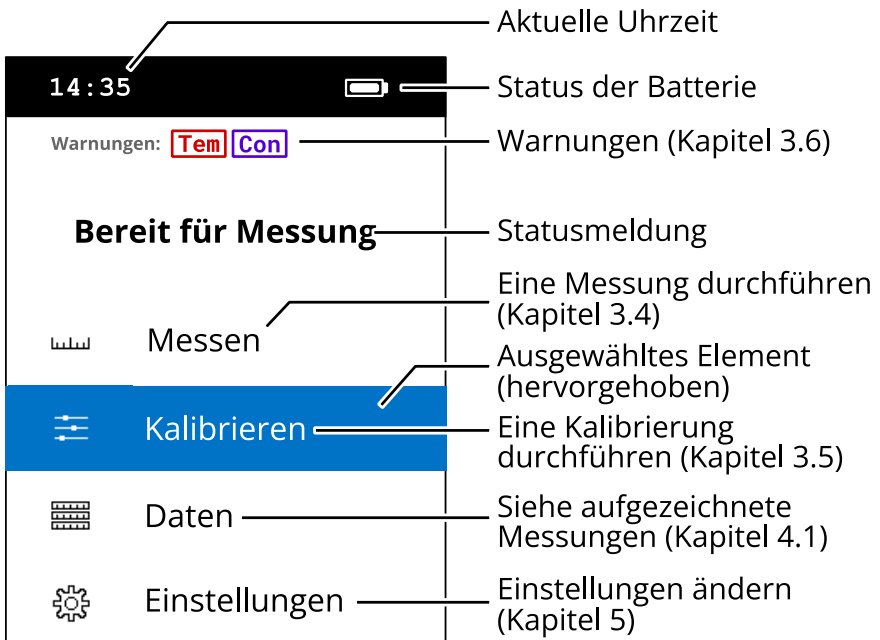 Aktuelle Uhrzeit
14:35
Status der Batterie
Warnungen: Tem Con
Warnungen (Kapitel 3.6)
Bereit für Messung
Statusmeldung
Messen
Eine Messung durchführen
(Kapitel 3.4)
Ausgewähltes Element
(hervorgehoben)
Kalibrieren
Eine Kalibrierung
durchführen (Kapitel 3.5)
Daten
Siehe aufgezeichnete
Messungen (Kapitel 4.1)
Einstellungen
Einstellungen ändern
(Kapitel 5)